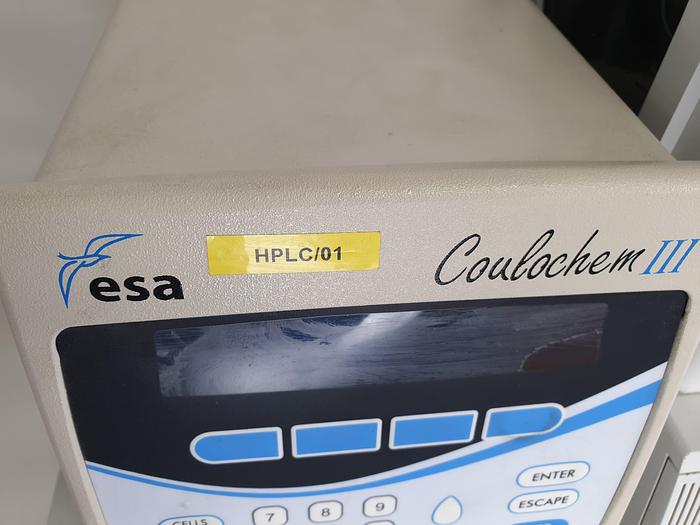 esa
HPLC/01
Coulochem III
ENTER
ESCAPE
CELLS
7 8 9